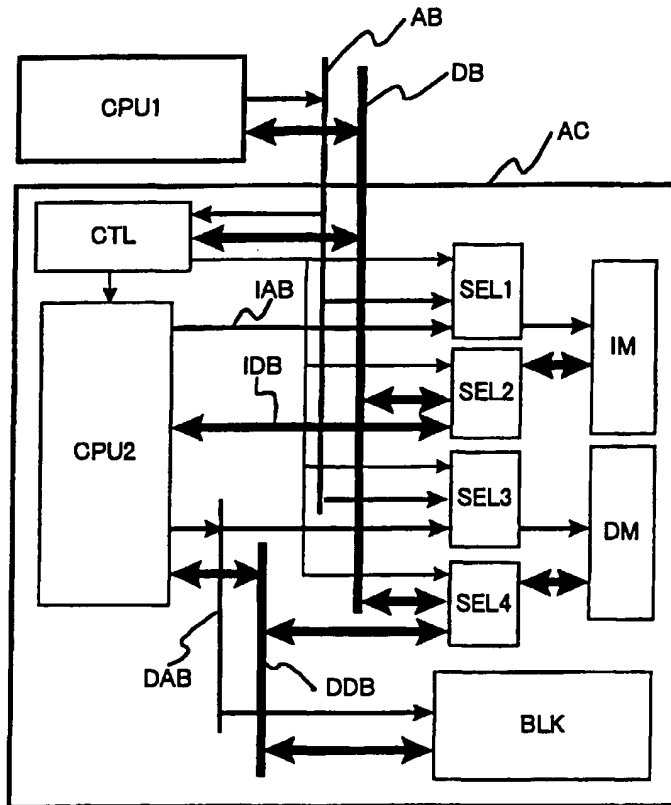 AB
DB
CPU1
AC
CTL
IAB
SEL1
IM
IDB
SEL2
CPU2
SEL3
DM
SEL4
DAB
DDB
BLK